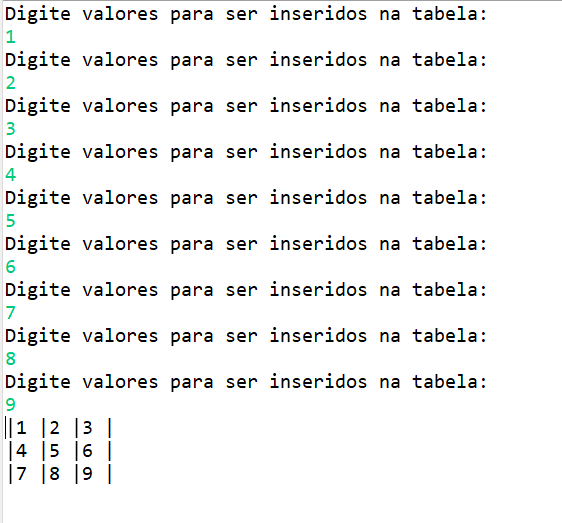 Digite valores para ser inseridos na tabela:
1
Digite valores para ser inseridos na tabela:
2
Digite valores para ser inseridos na tabela:
3
Digite valores para ser inseridos na tabela:
4
Digite valores para ser inseridos na tabela:
5
Digite valores para ser inseridos na tabela:
6
Digite valores para ser inseridos na tabela:
7
Digite valores para ser inseridos na tabela:
8
Digite valores para ser inseridos na tabela:
9
|1 |2 |3 |
|4 |5 |6 |
|7 |8 |9 |